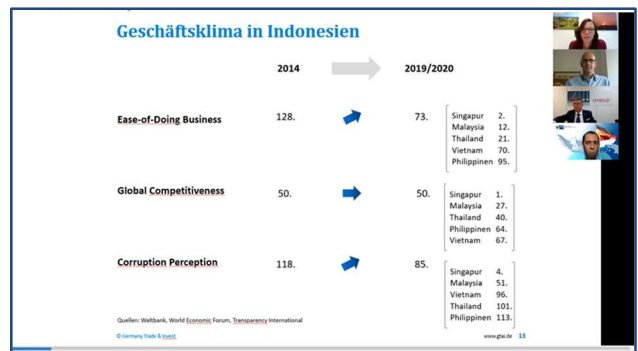 Geschäftsklima in Indonesien
2014 2019/2020
Ease-of-Doing Business 128. 73.
Singapur 2.
Malaysia 12.
Thailand 21.
Vietnam 70.
Philippinen 95.
Global Competitiveness 50. 50.
Singapur 1.
Malaysia 27.
Thailand 40.
Philippinen 64.
Vietnam 67.
Corruption Perception 118. 85.
Singapur 4.
Malaysia 51.
Vietnam 96.
Thailand 101.
Philippinen 113.
Quellen: Weltbank, World Economic Forum, Transparency International
© Germany Trade & Invest www.gtai.de 13